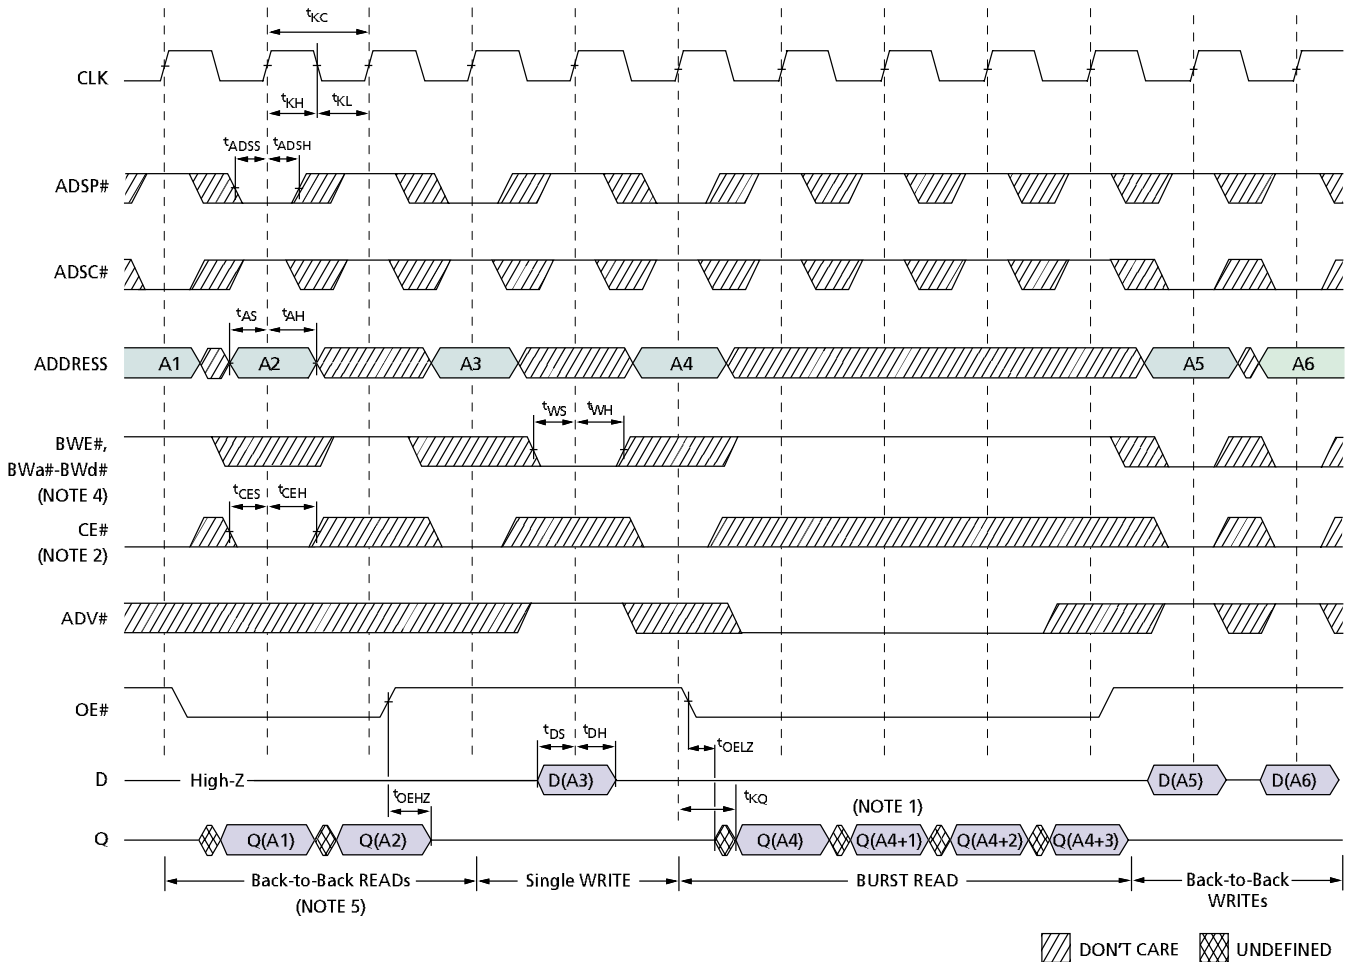 tKC
CLK
tKH
tKL
tADSS
tADSH
ADSP#
ADSC#
tAS
tAH
ADDRESS
A1
A2
A3
A4
A5
A6
tWS
tWH
BWE#,
BWa#-BWd#
(NOTE 4)
tCES
tCEH
CE#
(NOTE 2)
ADV#
OE#
tDS
tDH
tOELZ
D
High-Z
D(A3)
D(A5)
D(A6)
tOEHZ
tKQ
(NOTE 1)
Q
Q(A1)
Q(A2)
Q(A4)
Q(A4+1)
Q(A4+2)
Q(A4+3)
Back-to-Back READs
(NOTE 5)
Single WRITE
BURST READ
Back-to-Back
WRITEs
DON'T CARE
UNDEFINED